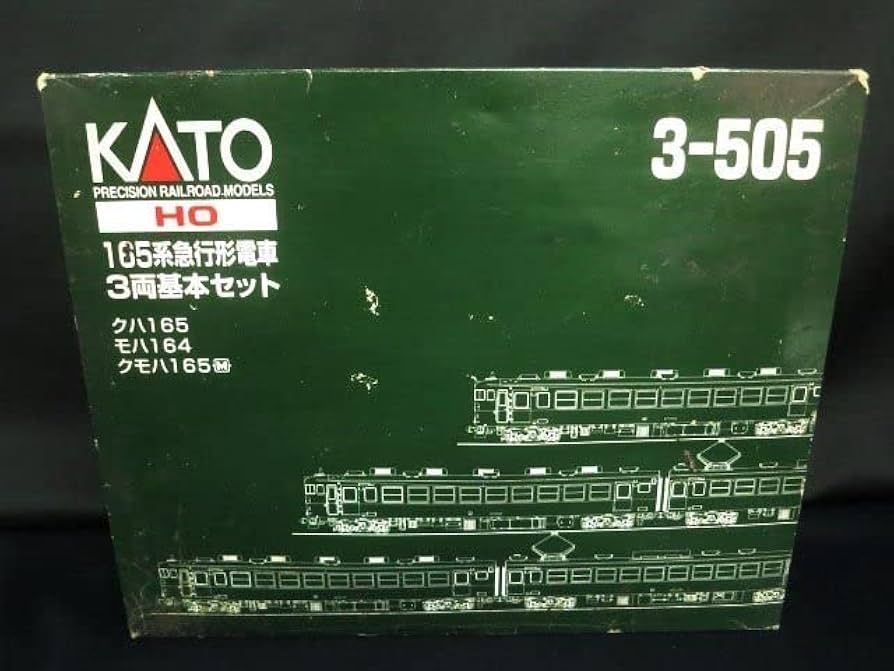 KATO
3-505
PRECISION RAILROAD MODELS
HO
165系急行形電車
3両基本セット
クハ165
モハ164
クモハ165Ⓜ